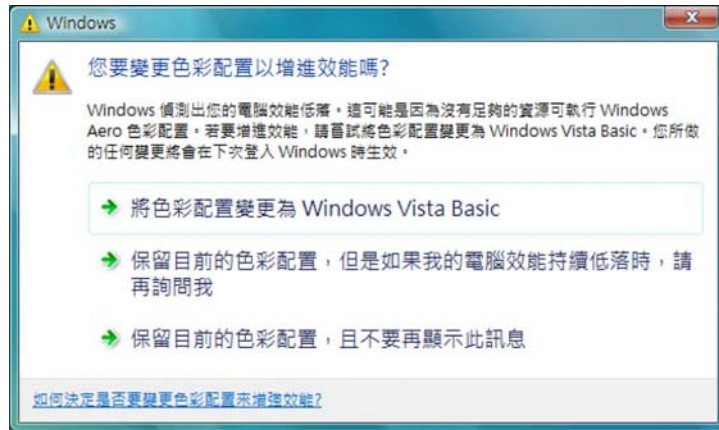 Windows
您要變更色彩配置以增進效能嗎?
Windows 偵測出您的電腦效能低落。這可能是因為沒有足夠的資源可執行 Windows
Aero 色彩配置。若要增進效能，請嘗試將色彩配置變更為 Windows Vista Basic。您所做
的任何變更將會在下次登入 Windows 時生效。
將色彩配置變更為 Windows Vista Basic
保留目前的色彩配置，但是如果我的電腦效能持續低落時，請
再詢問我
保留目前的色彩配置，且不要再顯示此訊息
如何決定是否要變更色彩配置來增強效能?